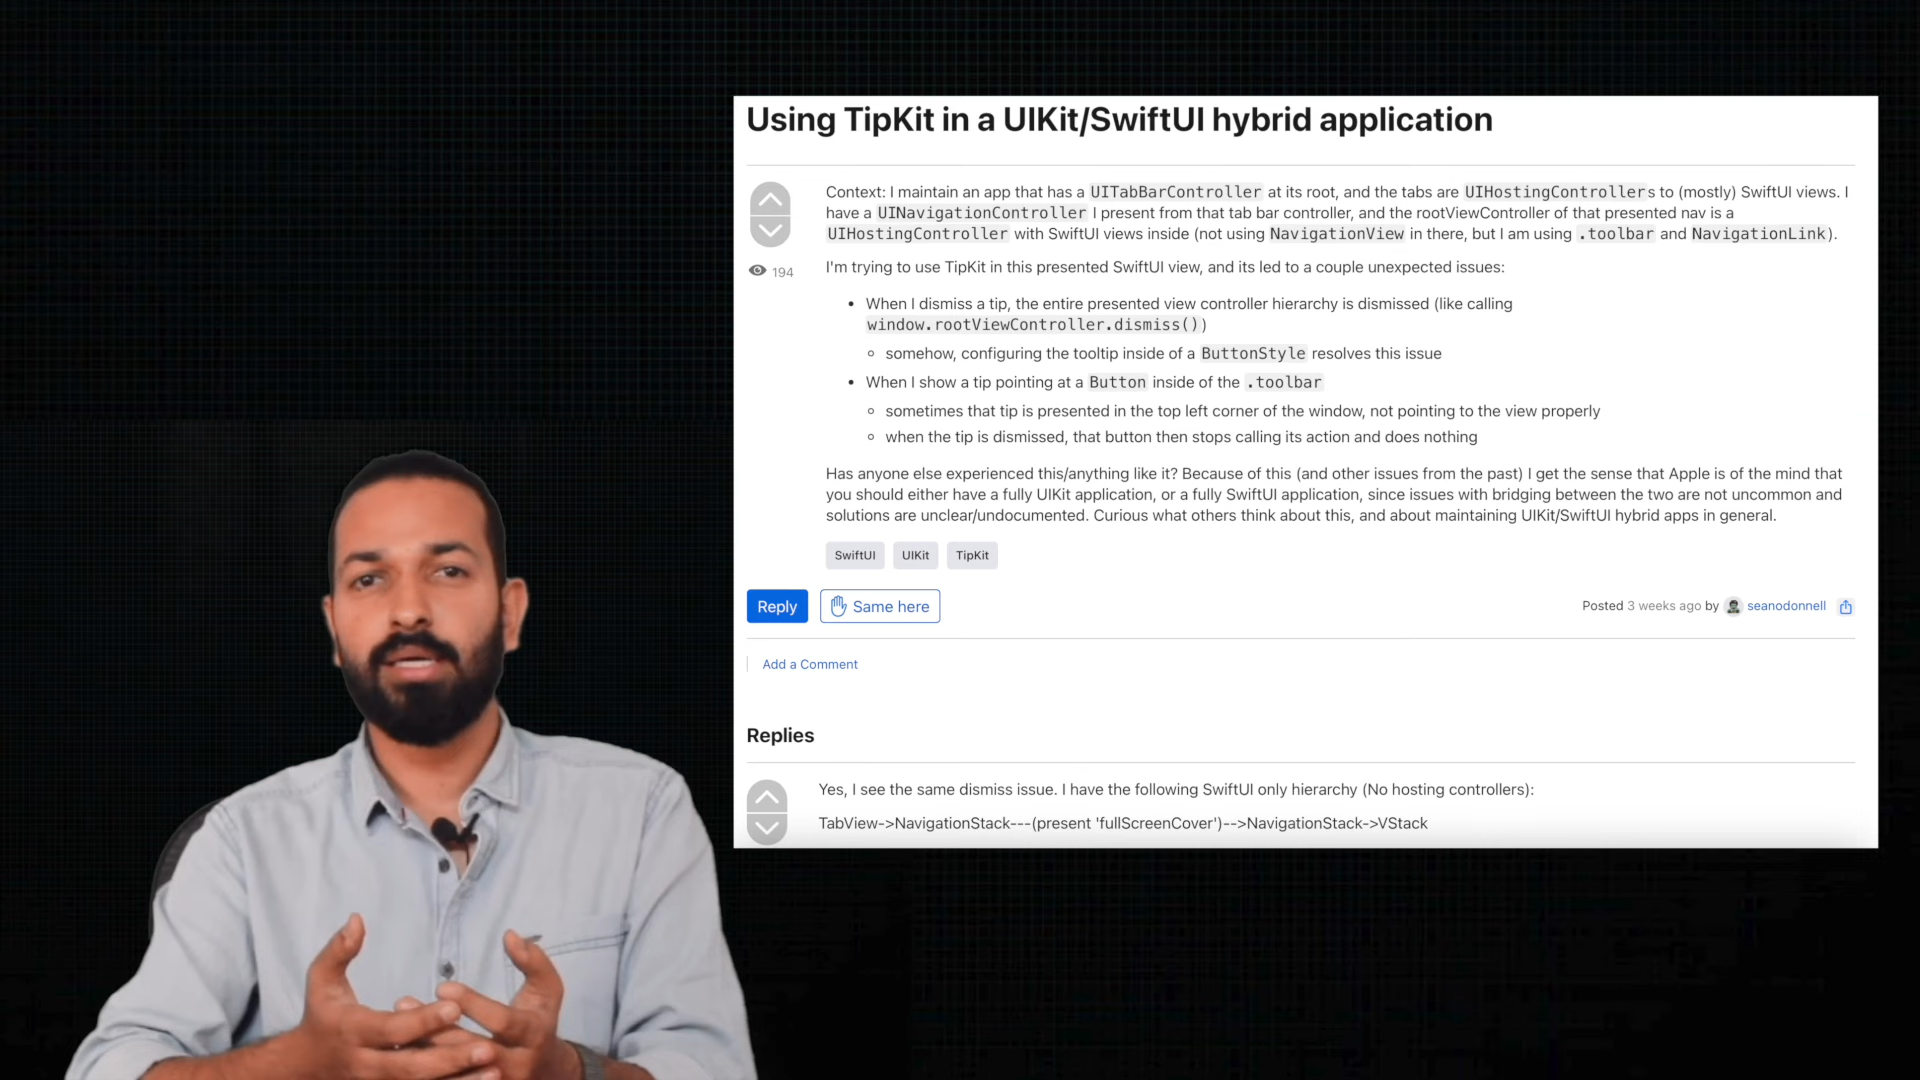 Using TipKit in a UIKit/SwiftUI hybrid application
Context: I maintain an app that has a UITabBarController at its root, and the tabs are UIHostingControllers to (mostly) SwiftUI views. I
have a UINavigationController I present from that tab bar controller, and the rootViewController of that presented nav is a
UIHostingController with SwiftUI views inside (not using NavigationView in there, but I am using .toolbar and NavigationLink).
194
I'm trying to use TipKit in this presented SwiftUI view, and its led to a couple unexpected issues:
• When I dismiss a tip, the entire presented view controller hierarchy is dismissed (like calling
window.rootViewController.dismiss())
◦ somehow, configuring the tooltip inside of a ButtonStyle resolves this issue
• When I show a tip pointing at a Button inside of the .toolbar
◦ sometimes that tip is presented in the top left corner of the window, not pointing to the view properly
◦ when the tip is dismissed, that button then stops calling its action and does nothing
Has anyone else experienced this/anything like it? Because of this (and other issues from the past) I get the sense that Apple is of the mind that
you should either have a fully UIKit application, or a fully SwiftUI application, since issues with bridging between the two are not uncommon and
solutions are unclear/undocumented. Curious what others think about this, and about maintaining UIKit/SwiftUI hybrid apps in general.
SwiftUI UIKit TipKit
Reply Same here Posted 3 weeks ago by seanodonnell
Add a Comment
Replies
Yes, I see the same dismiss issue. I have the following SwiftUI only hierarchy (No hosting controllers):
TabView->NavigationStack---(present 'fullScreenCover')-->NavigationStack->VStack